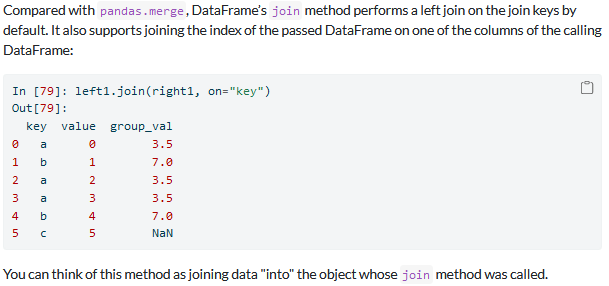 Compared with pandas.merge, DataFrame's join method performs a left join on the join keys by
default. It also supports joining the index of the passed DataFrame on one of the columns of the calling
DataFrame:
In [79]: left1.join(right1, on="key")
Out[79]:
  key  value  group_val
0   a      0        3.5
1   b      1        7.0
2   a      2        3.5
3   a      3        3.5
4   b      4        7.0
5   c      5        NaN
You can think of this method as joining data "into" the object whose join method was called.